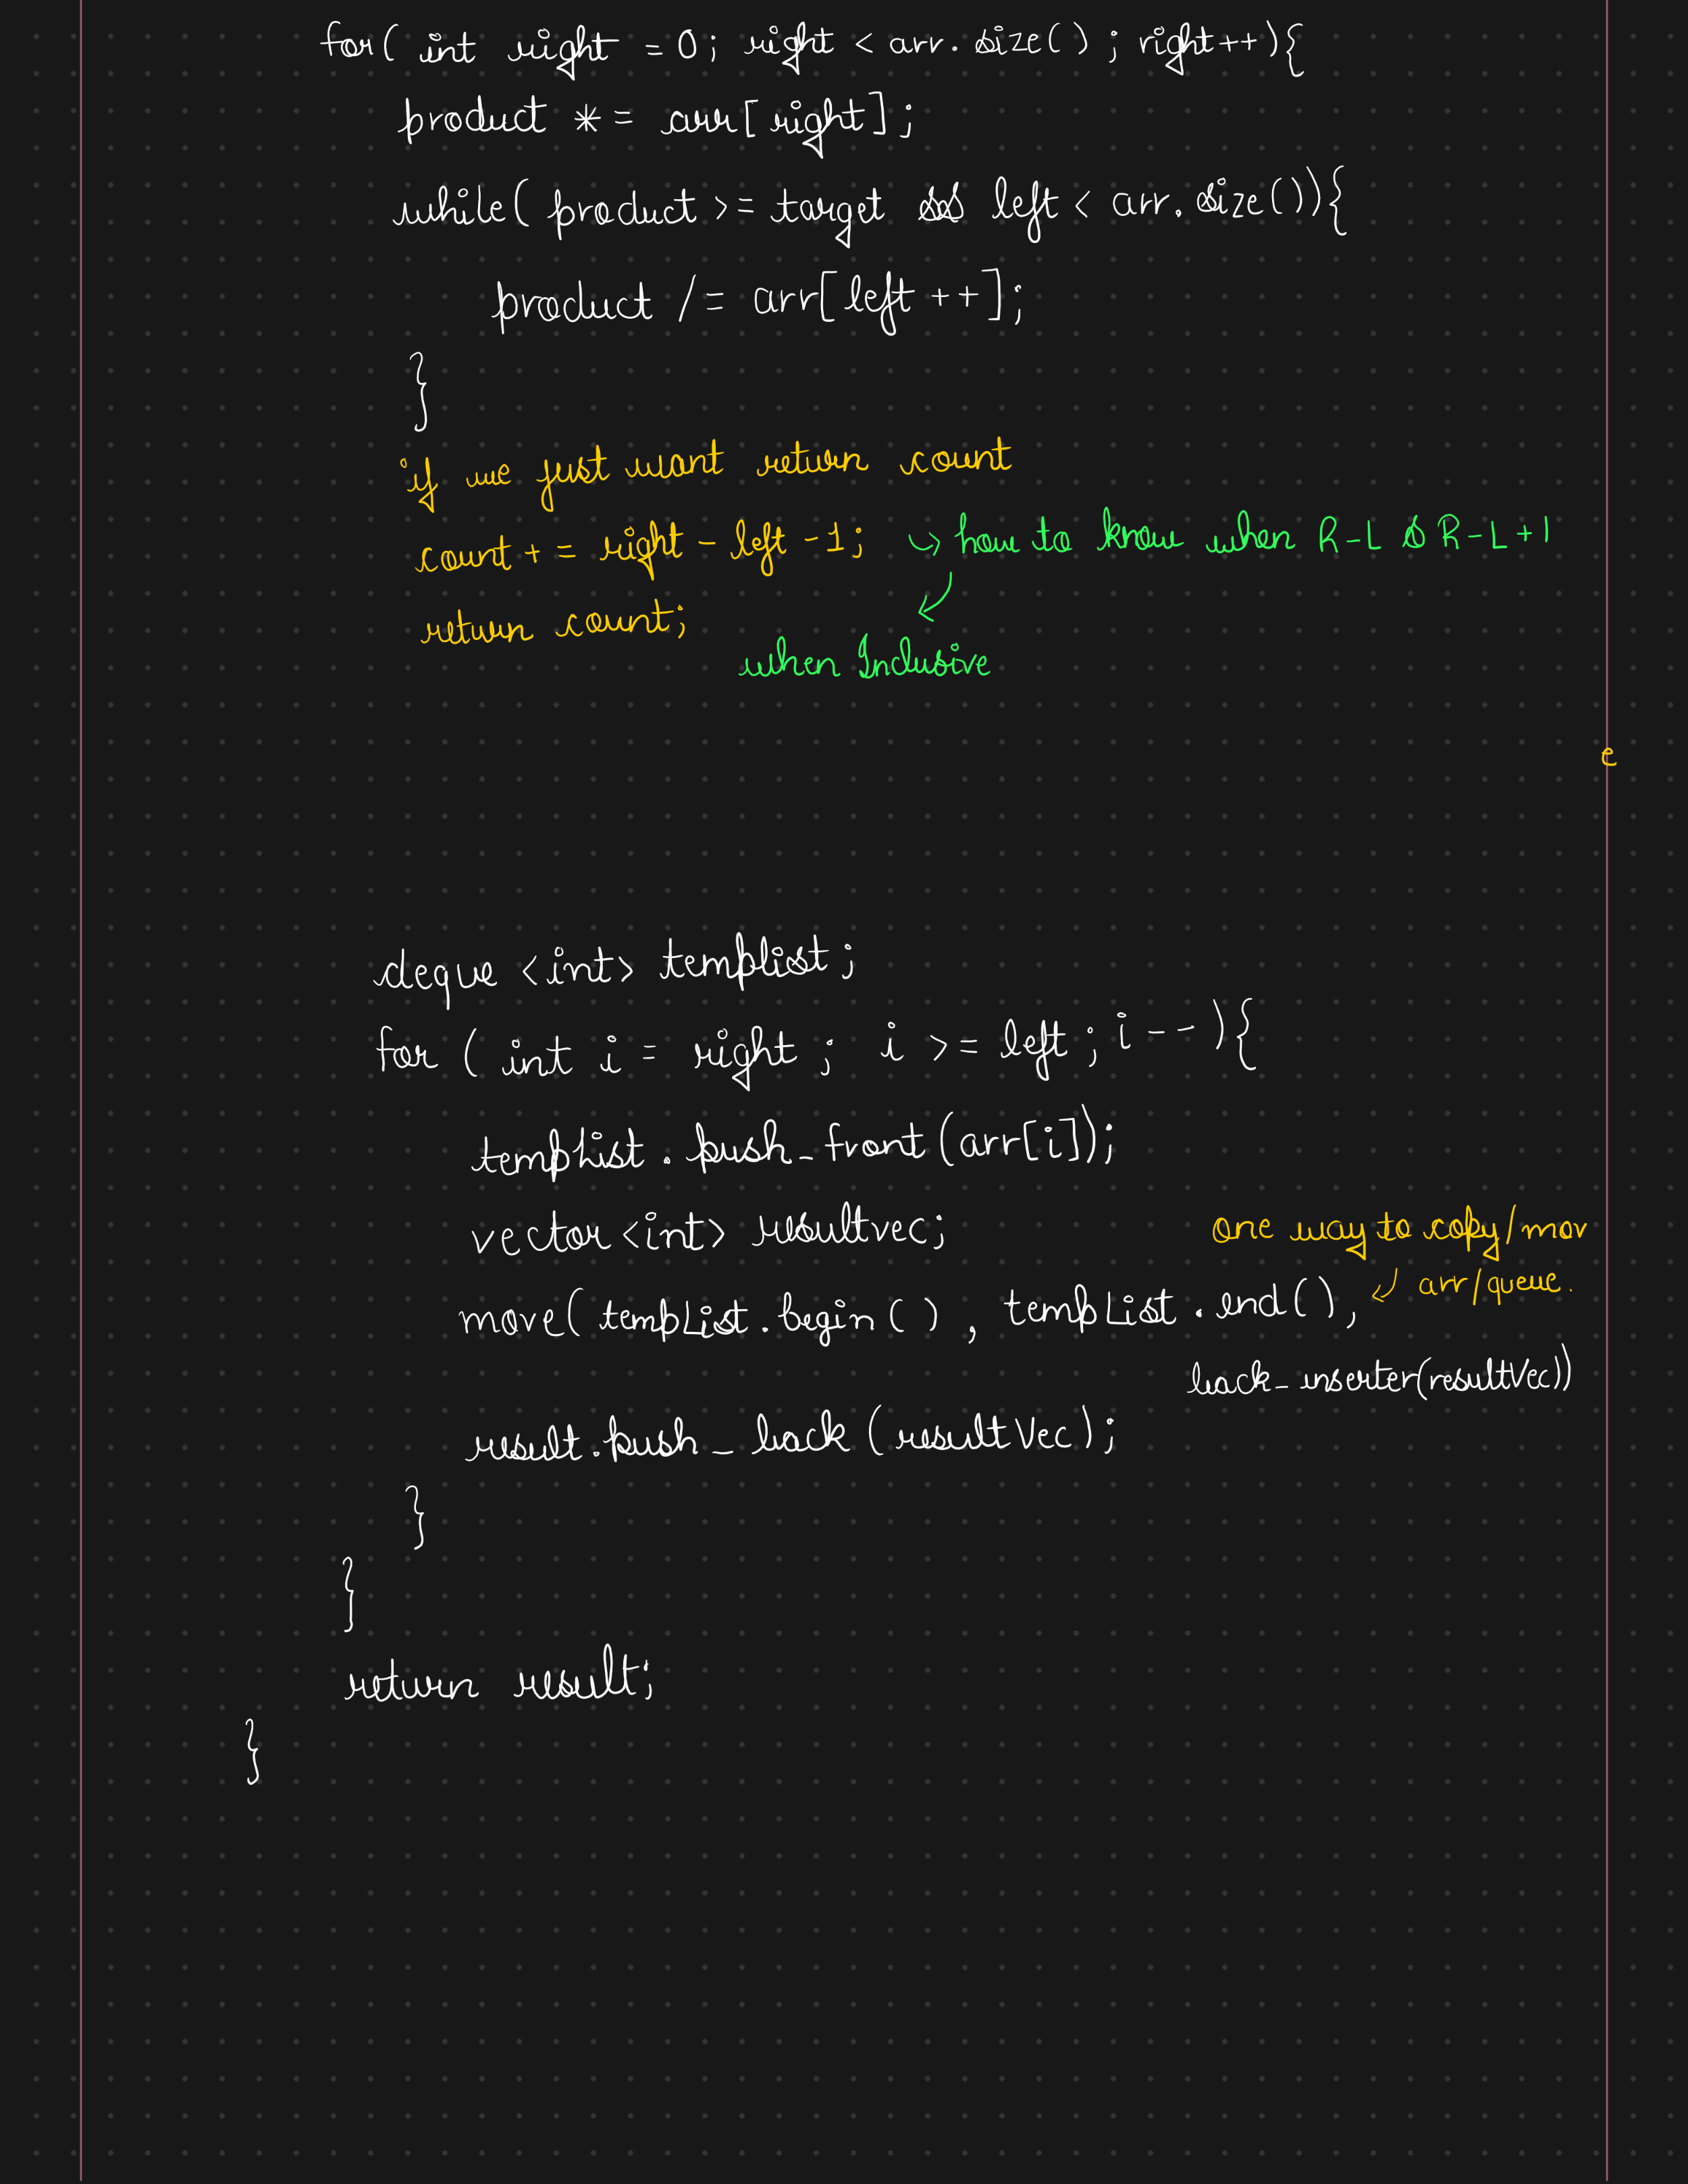 for( int right = 0; right < arr. size() ; right++){
product *= arr[right];
while( product >= target && left < arr. size()){
product /= arr[left ++];
}
if we just want return count
count += right - left -1; ↳ how to know when R-L & R-L+1
return count;
when Inclusive
e
deque <int> templist;
for ( int i = right ; i >= left ; i -- ){
tempList . push_front (arr[i]);
vector <int> resultvec;
one way to copy/mov
arr/queue.
move( tempList . begin () , tempList . end(),
back_inserter(resultVec))
result. push_back (resultVec);
}
}
return result;
}